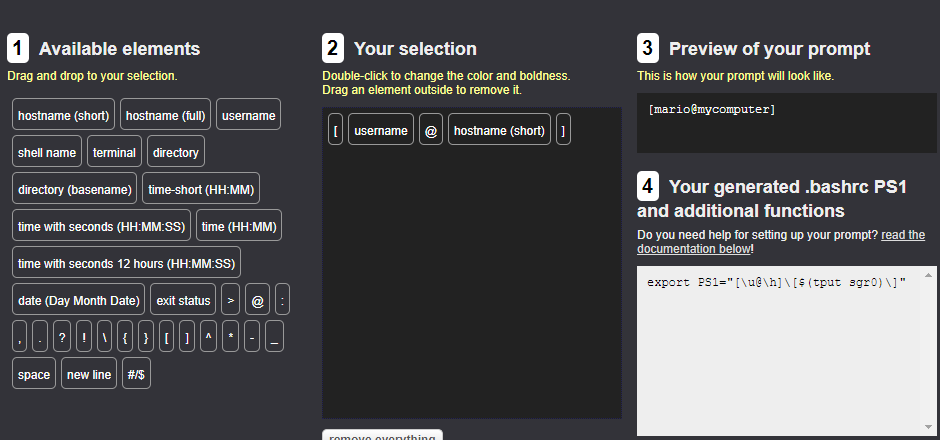 1 Available elements
Drag and drop to your selection.
hostname (short) hostname (full) username
shell name terminal directory
directory (basename) time-short (HH:MM)
time with seconds (HH:MM:SS) time (HH:MM)
time with seconds 12 hours (HH:MM:SS)
date (Day Month Date) exit status > @ :
, . ? ! \ { } [ ] ^ * - _
space new line #/$
2 Your selection
Double-click to change the color and boldness.
Drag an element outside to remove it.
[ username @ hostname (short) ]
remove everything
3 Preview of your prompt
This is how your prompt will look like.
[mario@mycomputer]
4 Your generated .bashrc PS1
and additional functions
Do you need help for setting up your prompt? read the
documentation below!
export PS1="[\u@\h]\[$(tput sgr0)\]"